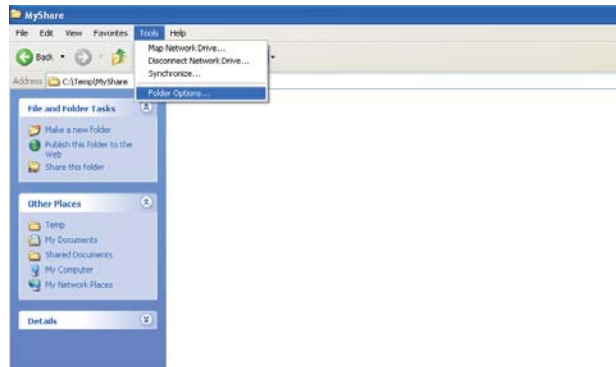 MyShare
File Edit View Favorites Tools Help
Back
Map Network Drive...
Disconnect Network Drive...
Synchronize...
Folder Options...
Address C:\Temp\MyShare
File and Folder Tasks
Make a new folder
Publish this folder to the
Web
Share this folder
Other Places
Temp
My Documents
Shared Documents
My Computer
My Network Places
Details